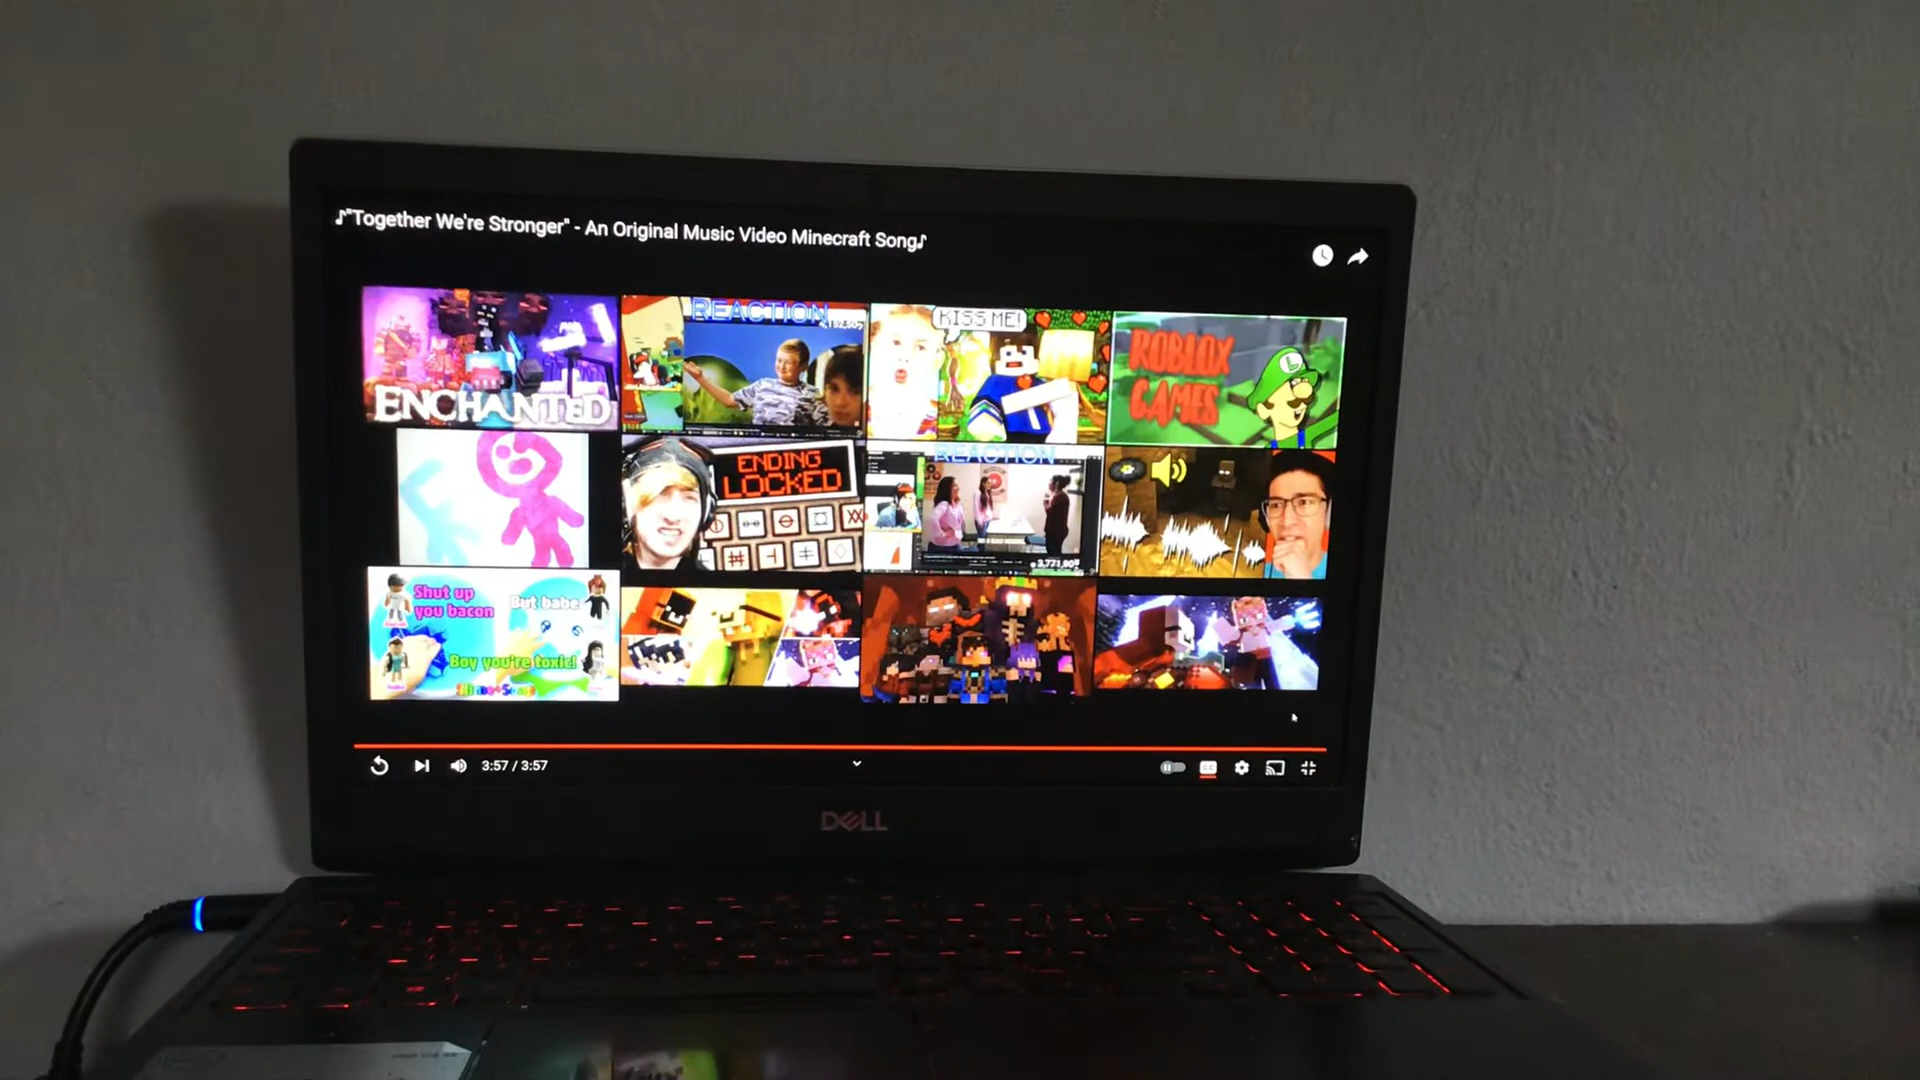 ♪"Together We're Stronger" - An Original Music Video Minecraft Song♪
ENCHANTED
REACTION
KISS ME!
ROBLOX
GAMES
L
ENDING
LOCKED
REACTION
Shut up
you bacon
But babe
Boy you're toxic!
3:57 / 3:57
CC
DELL